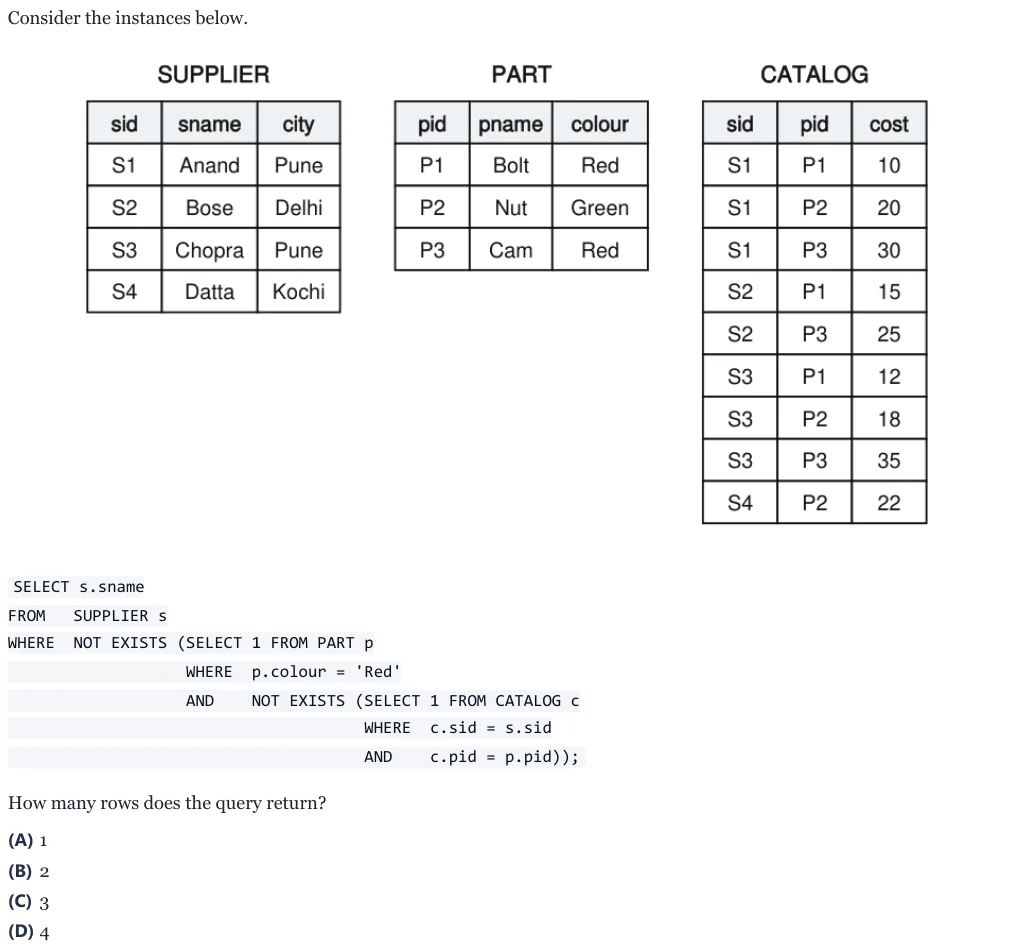 Consider the instances below.
SUPPLIER PART CATALOG
sid sname city pid pname colour sid pid cost
S1 Anand Pune P1 Bolt Red S1 P1 10
S2 Bose Delhi P2 Nut Green S1 P2 20
S3 Chopra Pune P3 Cam Red S1 P3 30
S4 Datta Kochi S2 P1 15
S2 P3 25
S3 P1 12
S3 P2 18
S3 P3 35
S4 P2 22
SELECT s.sname
FROM SUPPLIER s
WHERE NOT EXISTS (SELECT 1 FROM PART p
WHERE p.colour = 'Red'
AND NOT EXISTS (SELECT 1 FROM CATALOG c
WHERE c.sid = s.sid
AND c.pid = p.pid));
How many rows does the query return?
(A) 1
(B) 2
(C) 3
(D) 4